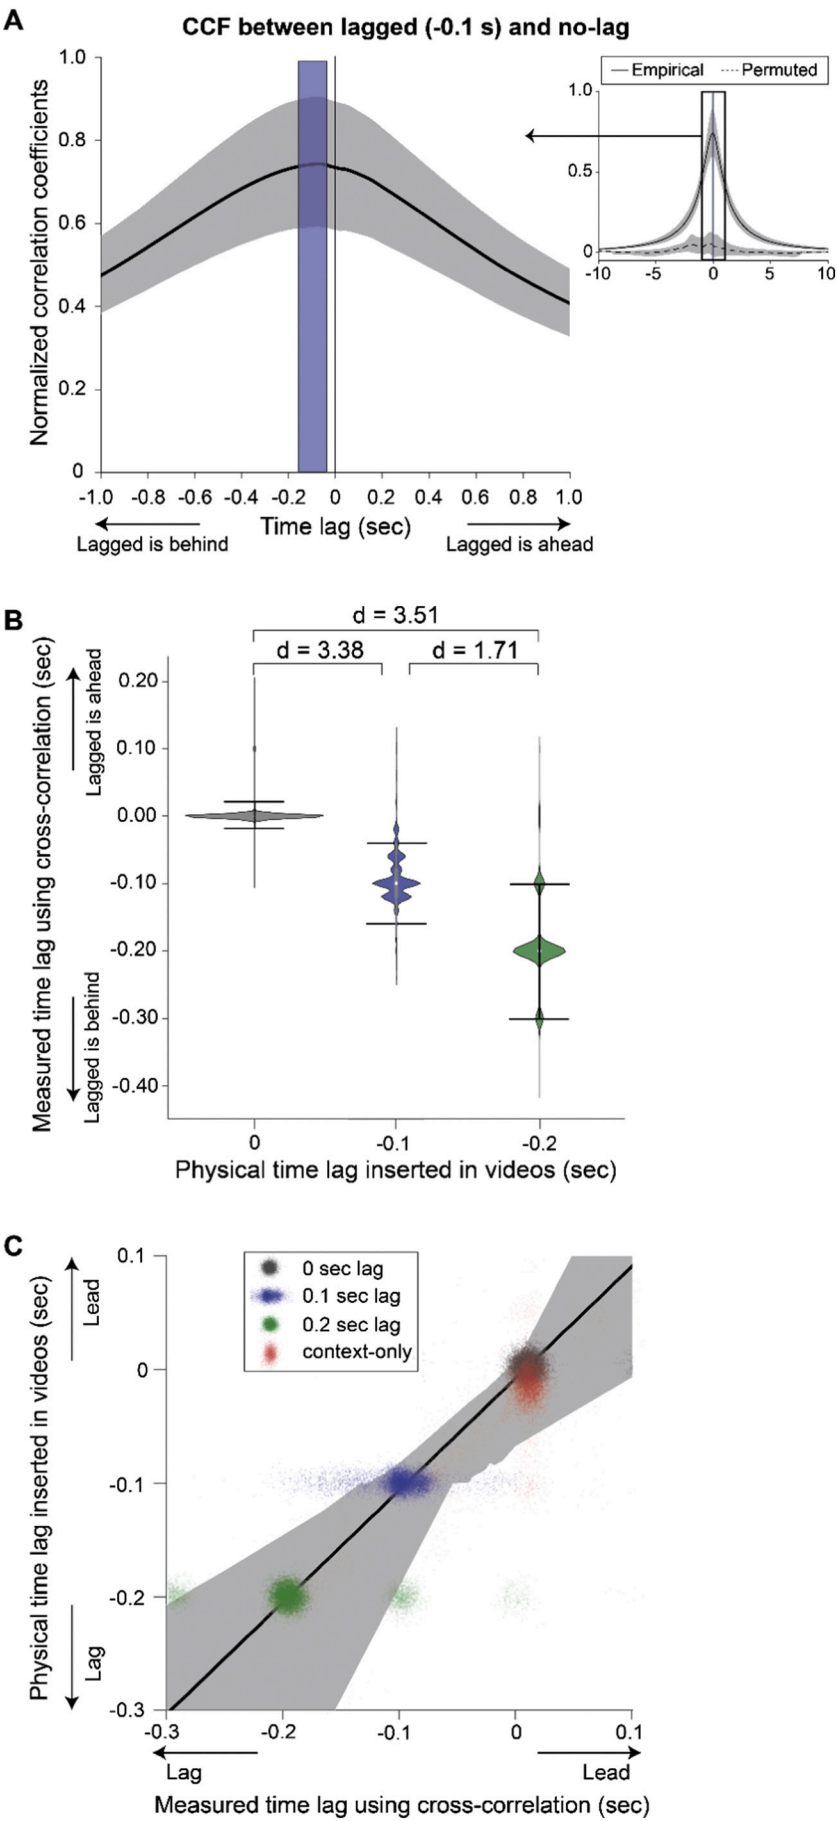 A
CCF between lagged (-0.1 s) and no-lag
Normalized correlation coefficients
1.0
0.8
0.6
0.4
0.2
0
-1.0 -0.8 -0.6 -0.4 -0.2 0 0.2 0.4 0.6 0.8 1.0
Time lag (sec)
Lagged is behind
Lagged is ahead
Empirical Permuted
1.0
0.5
0
-10 -5 0 5 10
B
d = 3.51
d = 3.38 d = 1.71
Measured time lag using cross-correlation (sec)
Lagged is ahead
Lagged is behind
0.20
0.10
0.00
-0.10
-0.20
-0.30
-0.40
0 -0.1 -0.2
Physical time lag inserted in videos (sec)
C
Physical time lag inserted in videos (sec)
Lead
Lag
0.1
0
-0.1
-0.2
-0.3
0 sec lag
0.1 sec lag
0.2 sec lag
context-only
-0.3 -0.2 -0.1 0 0.1
Lag Lead
Measured time lag using cross-correlation (sec)